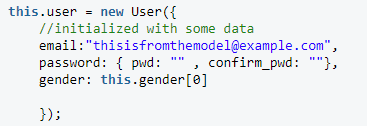 this.user = new User({
//initialized with some data
email:"thisisfromthemodel@example.com",
password: { pwd: "" , confirm_pwd: ""},
gender: this.gender[0]
});